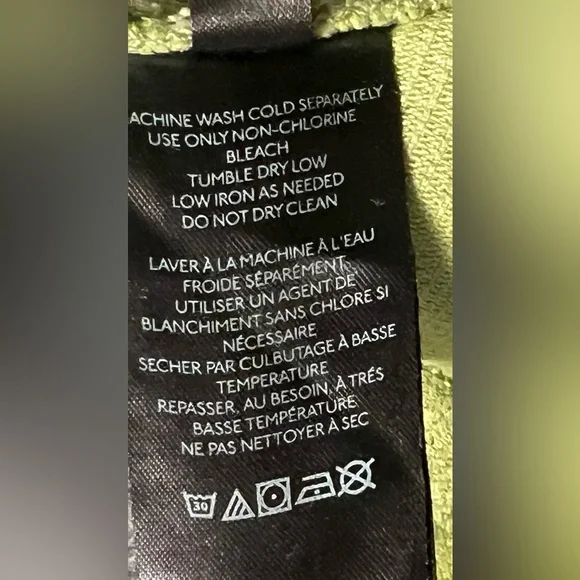 ACHINE WASH COLD SEPARATELY
USE ONLY NON-CHLORINE
BLEACH
TUMBLE DRY LOW
LOW IRON AS NEEDED
DO NOT DRY CLEAN
LAVER À LA MACHINE À L'EAU
FROIDE SÉPARÉMENT
UTILISER UN AGENT DE
BLANCHIMENT SANS CHLORE SI
NÉCESSAIRE
SECHER PAR CULBUTAGE À BASSE
TEMPERATURE
REPASSER, AU BESOIN, À TRÉS
BASSE TEMPÉRATURE
NE PAS NETTOYER À SEC
30